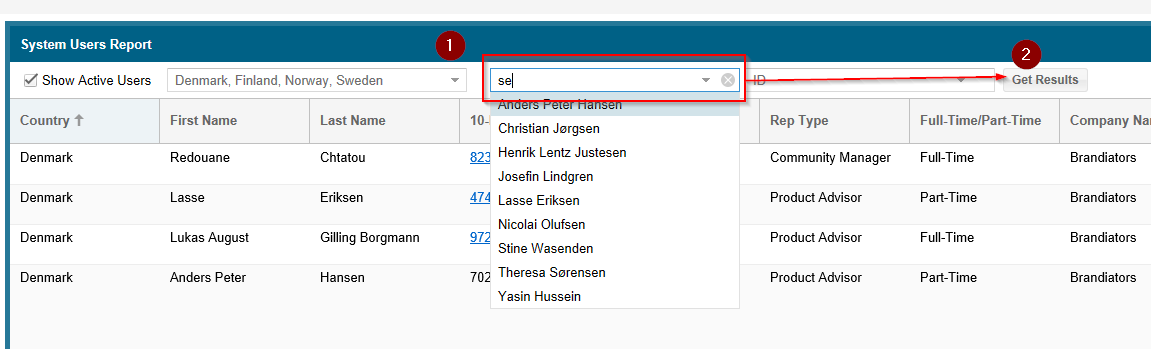 System Users Report
1
2
Show Active Users Denmark, Finland, Norway, Sweden se ID Get Results
Anders Peter Hansen
Christian Jørgsen
Henrik Lentz Justesen
Josefin Lindgren
Lasse Eriksen
Nicolai Olufsen
Stine Wasenden
Theresa Sørensen
Yasin Hussein
Country First Name Last Name 10- Rep Type Full-Time/Part-Time Company Na
Denmark Redouane Chtatou 823 Community Manager Full-Time Brandiators
Denmark Lasse Eriksen 474 Product Advisor Part-Time Brandiators
Denmark Lukas August Gilling Borgmann 972 Product Advisor Full-Time Brandiators
Denmark Anders Peter Hansen 702 Product Advisor Part-Time Brandiators